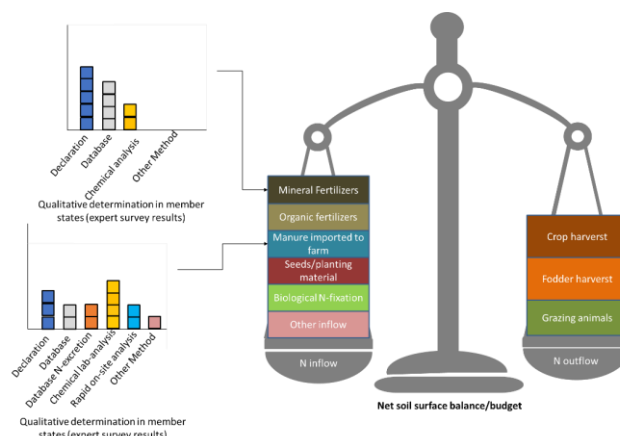 Declaration
Database
Chemical analysis
Other Method
Qualitative determination in member
states (expert survey results)
Declaration
Database
Database N-excretion
Chemical lab-analysis
Rapid on-site analysis
Other Method
Qualitative determination in member
states (expert survey results)
Mineral Fertilizers
Organic fertilizers
Manure imported to
farm
Seeds/planting
material
Biological N-fixation
Other inflow
N inflow
Crop harverst
Fodder harverst
Grazing animals
N outflow
Net soil surface balance/budget